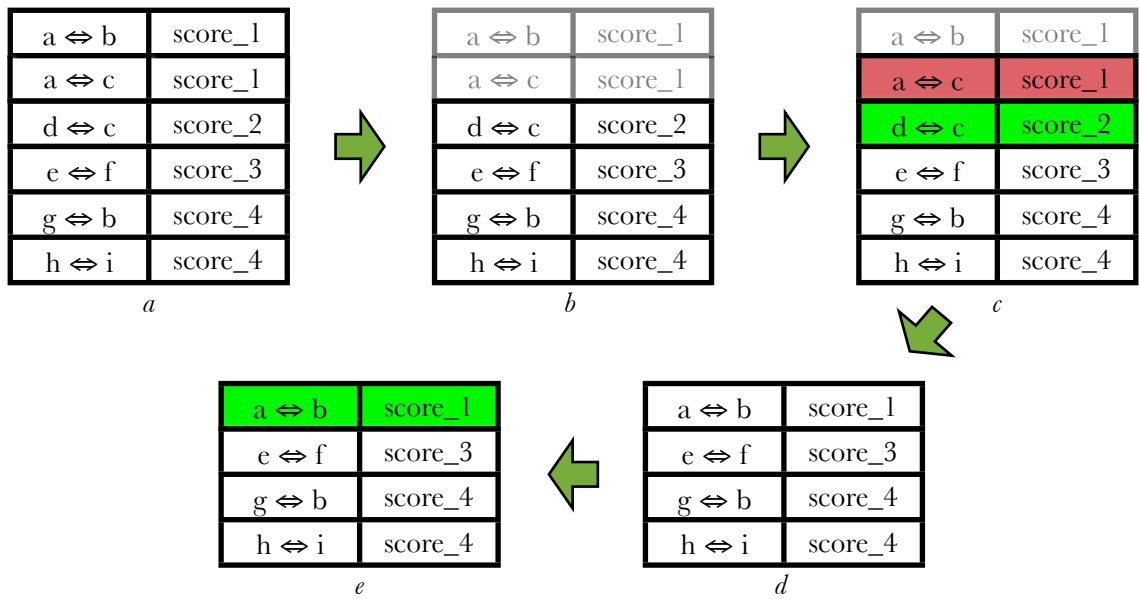 a ⇔ b score_1
a ⇔ c score_1
d ⇔ c score_2
e ⇔ f score_3
g ⇔ b score_4
h ⇔ i score_4
a
a ⇔ b score_1
a ⇔ c score_1
d ⇔ c score_2
e ⇔ f score_3
g ⇔ b score_4
h ⇔ i score_4
b
a ⇔ b score_1
a ⇔ c score_1
d ⇔ c score_2
e ⇔ f score_3
g ⇔ b score_4
h ⇔ i score_4
c
a ⇔ b score_1
e ⇔ f score_3
g ⇔ b score_4
h ⇔ i score_4
e
a ⇔ b score_1
e ⇔ f score_3
g ⇔ b score_4
h ⇔ i score_4
d